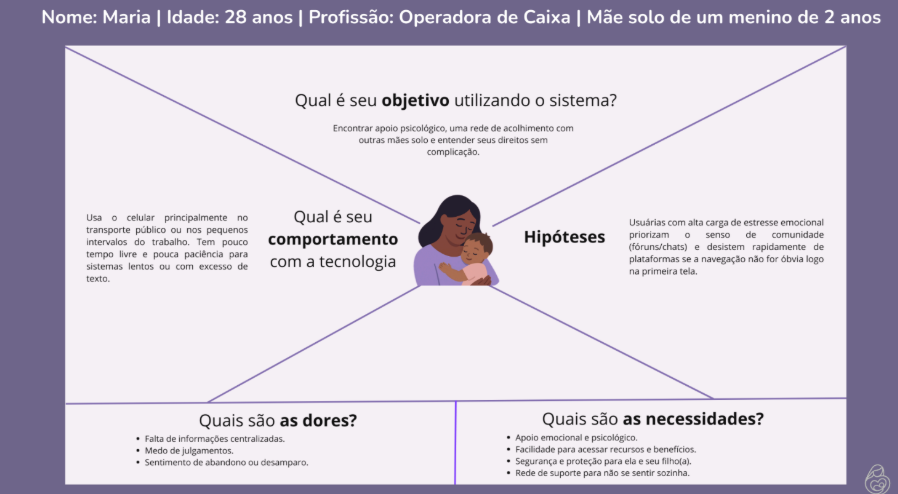 Nome: Maria | Idade: 28 anos | Profissão: Operadora de Caixa | Mãe solo de um menino de 2 anos
Qual é seu objetivo utilizando o sistema?
Encontrar apoio psicológico, uma rede de acolhimento com
outras mães solo e entender seus direitos sem
complicação.
Usa o celular principalmente no
transporte público ou nos pequenos
intervalos do trabalho. Tem pouco
tempo livre e pouca paciência para
sistemas lentos ou com excesso de
texto.
Qual é seu
comportamento
com a tecnologia
Hipóteses
Usuárias com alta carga de estresse emocional
priorizam o senso de comunidade
(fóruns/chats) e desistem rapidamente de
plataformas se a navegação não for óbvia logo
na primeira tela.
Quais são as dores?
• Falta de informações centralizadas.
• Medo de julgamentos.
• Sentimento de abandono ou desamparo.
Quais são as necessidades?
• Apoio emocional e psicológico.
• Facilidade para acessar recursos e benefícios.
• Segurança e proteção para ela e seu filho(a).
• Rede de suporte para não se sentir sozinha.